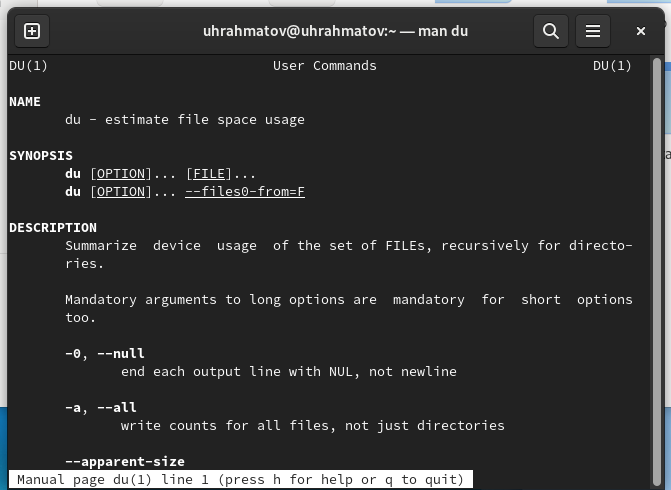 uhrahmatov@uhrahmatov:~ — man du
DU(1) User Commands DU(1)
NAME
du - estimate file space usage
SYNOPSIS
du [OPTION]... [FILE]...
du [OPTION]... --files0-from=F
DESCRIPTION
Summarize device usage of the set of FILEs, recursively for directo-
ries.
Mandatory arguments to long options are mandatory for short options
too.
-0, --null
end each output line with NUL, not newline
-a, --all
write counts for all files, not just directories
--apparent-size
Manual page du(1) line 1 (press h for help or q to quit)